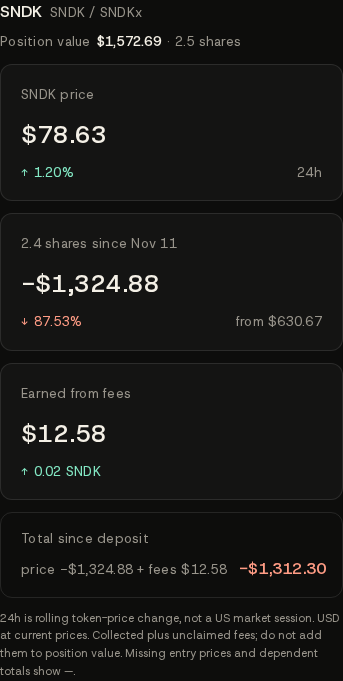 SNDK SNDK / SNDKx
Position value $1,572.69 · 2.5 shares
SNDK price
$78.63
↑ 1.20% 24h
2.4 shares since Nov 11
−$1,324.88
↓ 87.53% from $630.67
Earned from fees
$12.58
↑ 0.02 SNDK
Total since deposit
price −$1,324.88 + fees $12.58 −$1,312.30
24h is rolling token-price change, not a US market session. USD
at current prices. Collected plus unclaimed fees; do not add
them to position value. Missing entry prices and dependent
totals show —.